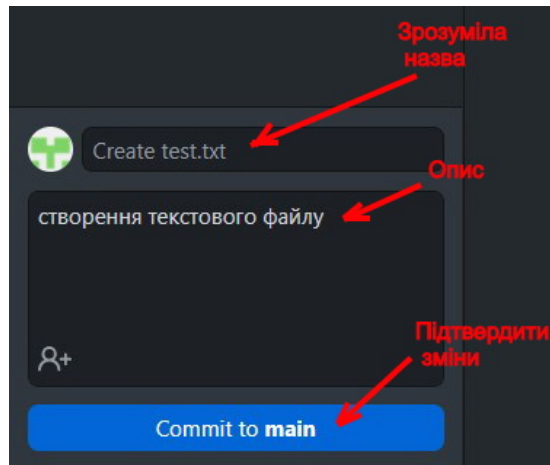 Зрозуміла
назва
Create test.txt
Опис
створення текстового файлу
Підтвердити
зміни
Commit to main